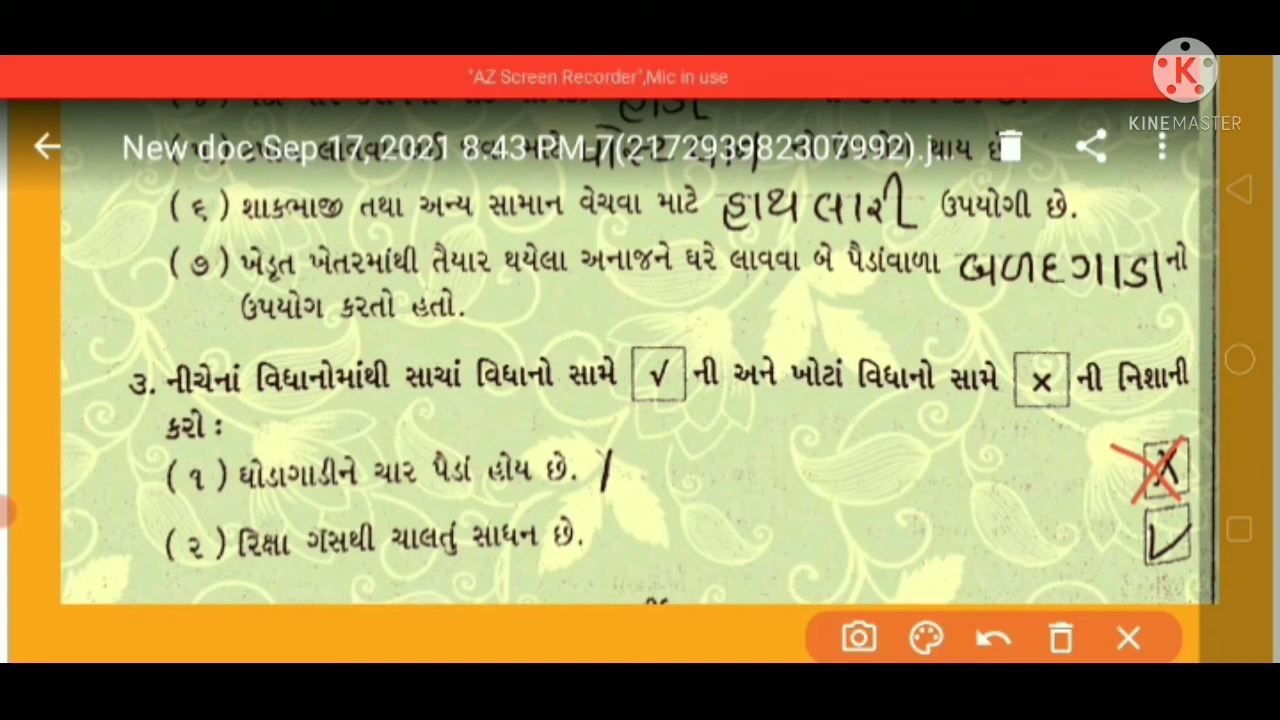 "AZ Screen Recorder",Mic in use
KINEMASTER
New doc Sep 17, 2021 8:43 PM-7(217293982307992).j...
( ૬ ) શાકભાજી તથા અન્ય સામાન વેચવા માટે હાથલારી ઉપયોગી છે.
( ૭ ) ખેડૂત ખેતરમાંથી તૈયાર થયેલા અનાજને ઘરે લાવવા બે પૈડાંવાળા બળદગાડાનો
ઉપયોગ કરતો હતો.
૩. નીચેનાં વિધાનોમાંથી સાચાં વિધાનો સામે √ ની અને ખોટાં વિધાનો સામે × ની નિશાની
કરો :
( ૧ ) ઘોડાગાડીને ચાર પૈડાં હોય છે. ×
( ૨ ) રિક્ષા ગૅસથી ચાલતું સાધન છે. ✓